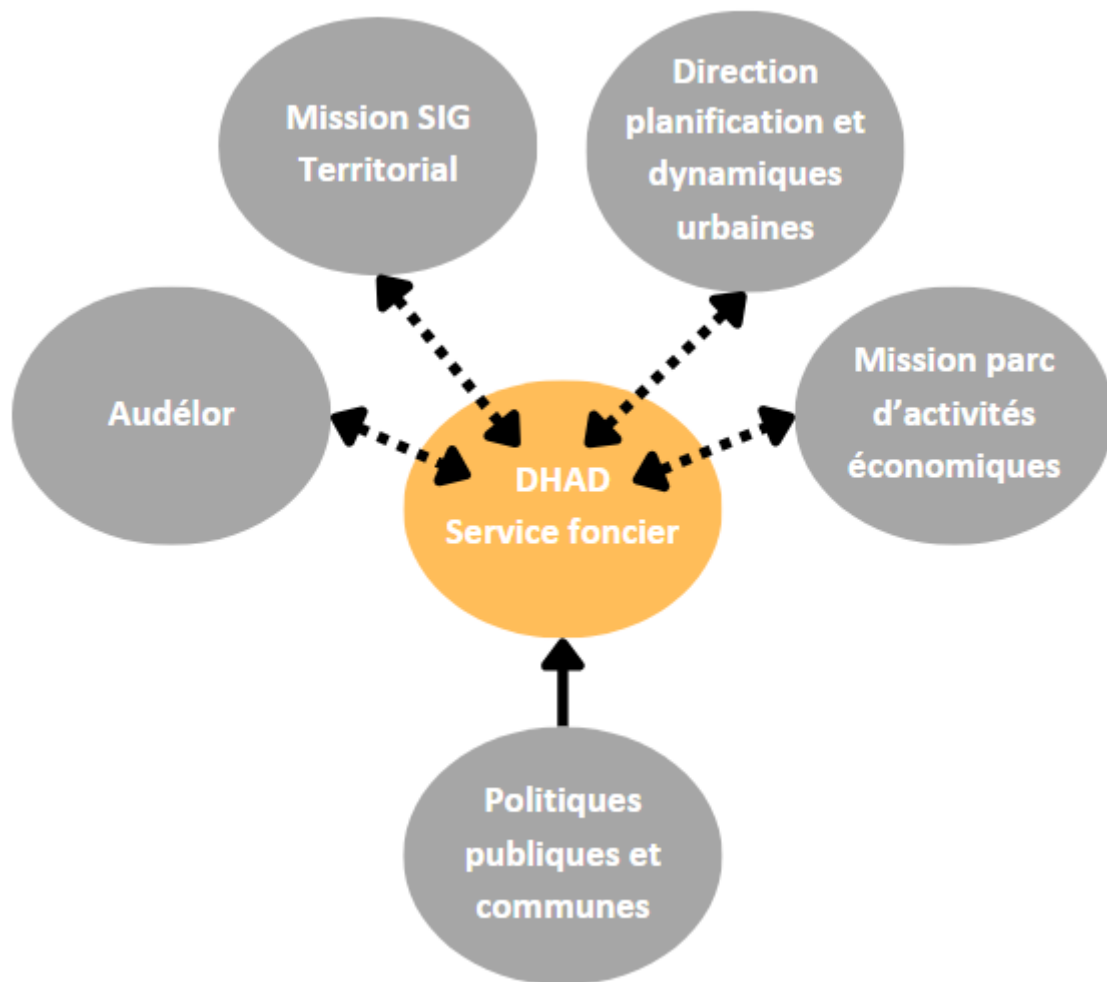 Mission SIG
Territorial
Direction
planification et
dynamiques
urbaines
Audélor
Mission parc
d’activités
économiques
DHAD
Service foncier
Politiques
publiques et
communes